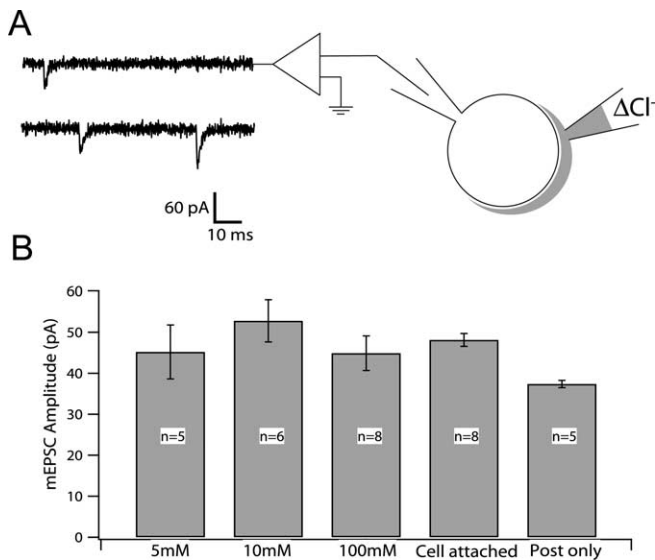 A
ΔCl⁻
60 pA
10 ms
B
mEPSC Amplitude (pA)
60
50
40
30
20
10
0
n=5
n=6
n=8
n=8
n=5
5mM
10mM
100mM
Cell attached
Post only